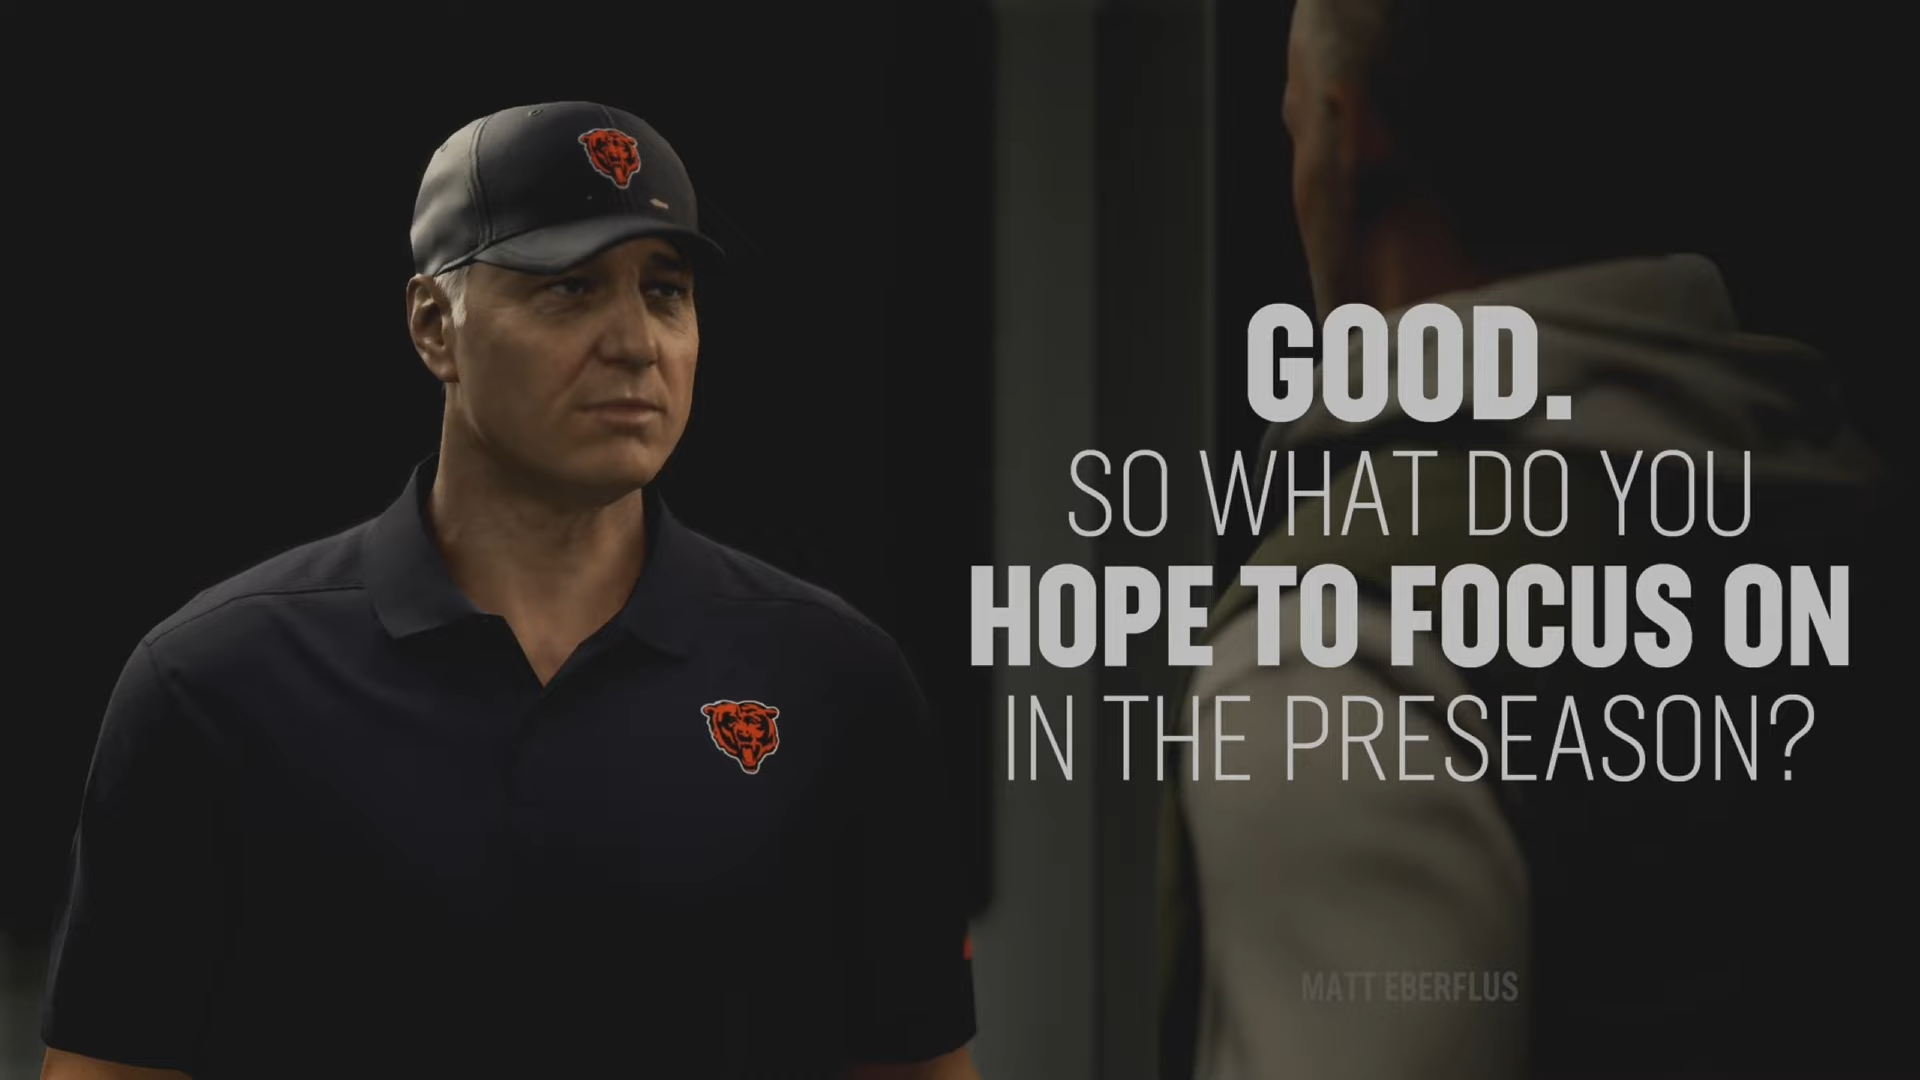 GOOD.
SO WHAT DO YOU
HOPE TO FOCUS ON
IN THE PRESEASON?
MATT EBERFLUS